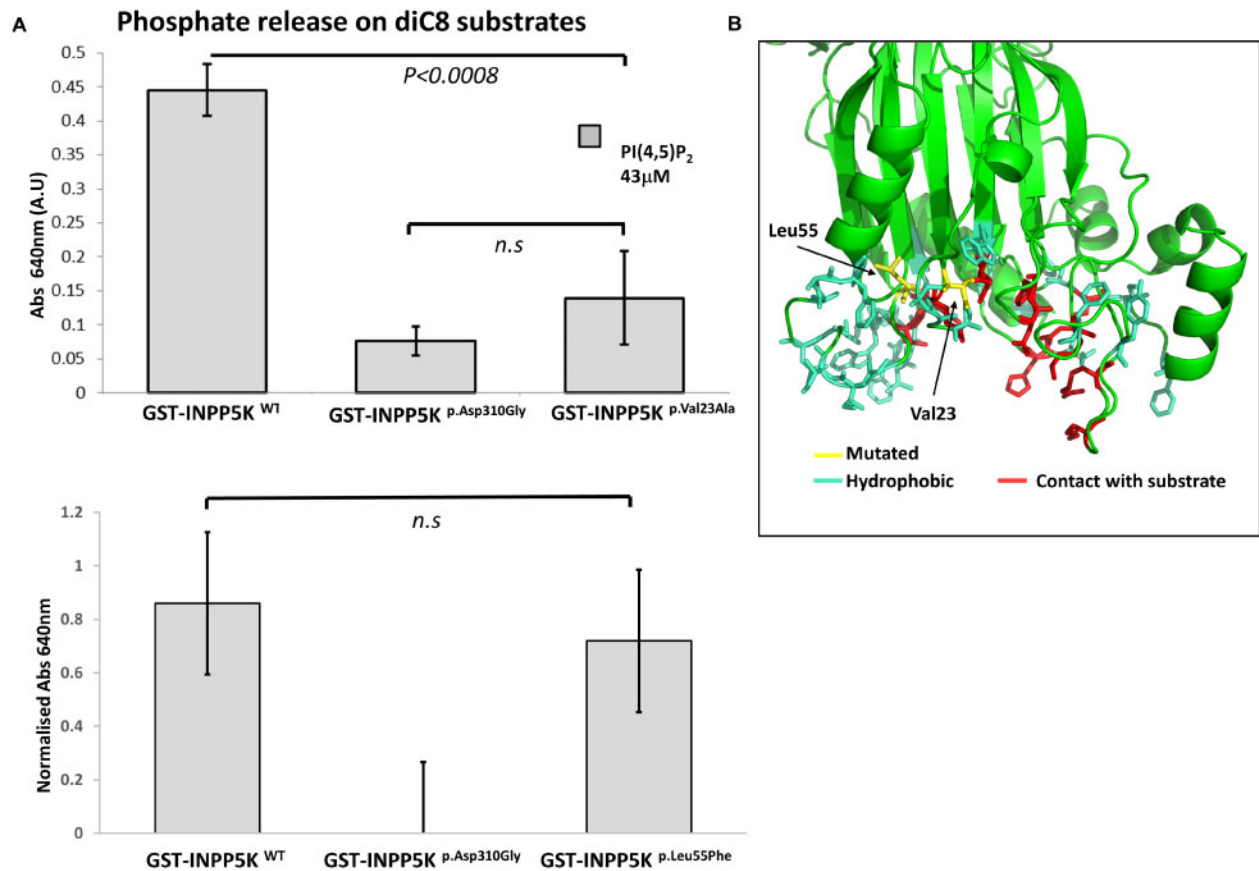 A
Phosphate release on diC8 substrates
0.5
0.45
0.4
0.35
0.3
0.25
0.2
0.15
0.1
0.05
0
Abs 640nm (A.U)
P<0.0008
PI(4,5)P₂
43µM
n.s
GST-INPP5K WT
GST-INPP5K p.Asp310Gly
GST-INPP5K p.Val23Ala
1.2
1
0.8
0.6
0.4
0.2
0
Normalised Abs 640nm
n.s
GST-INPP5K WT
GST-INPP5K p.Asp310Gly
GST-INPP5K p.Leu55Phe
B
Leu55
Val23
Mutated
Hydrophobic
Contact with substrate